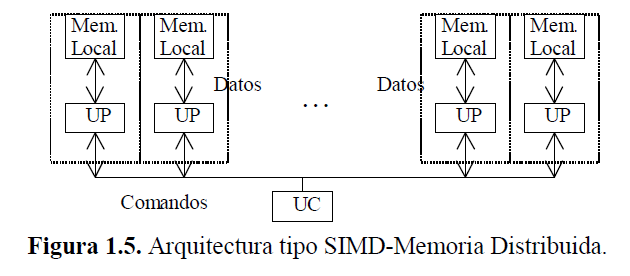 Mem. Mem. Mem. Mem.
Local Local Local Local
Datos ... Datos
UP UP UP UP
Comandos UC
Figura 1.5. Arquitectura tipo SIMD-Memoria Distribuida.